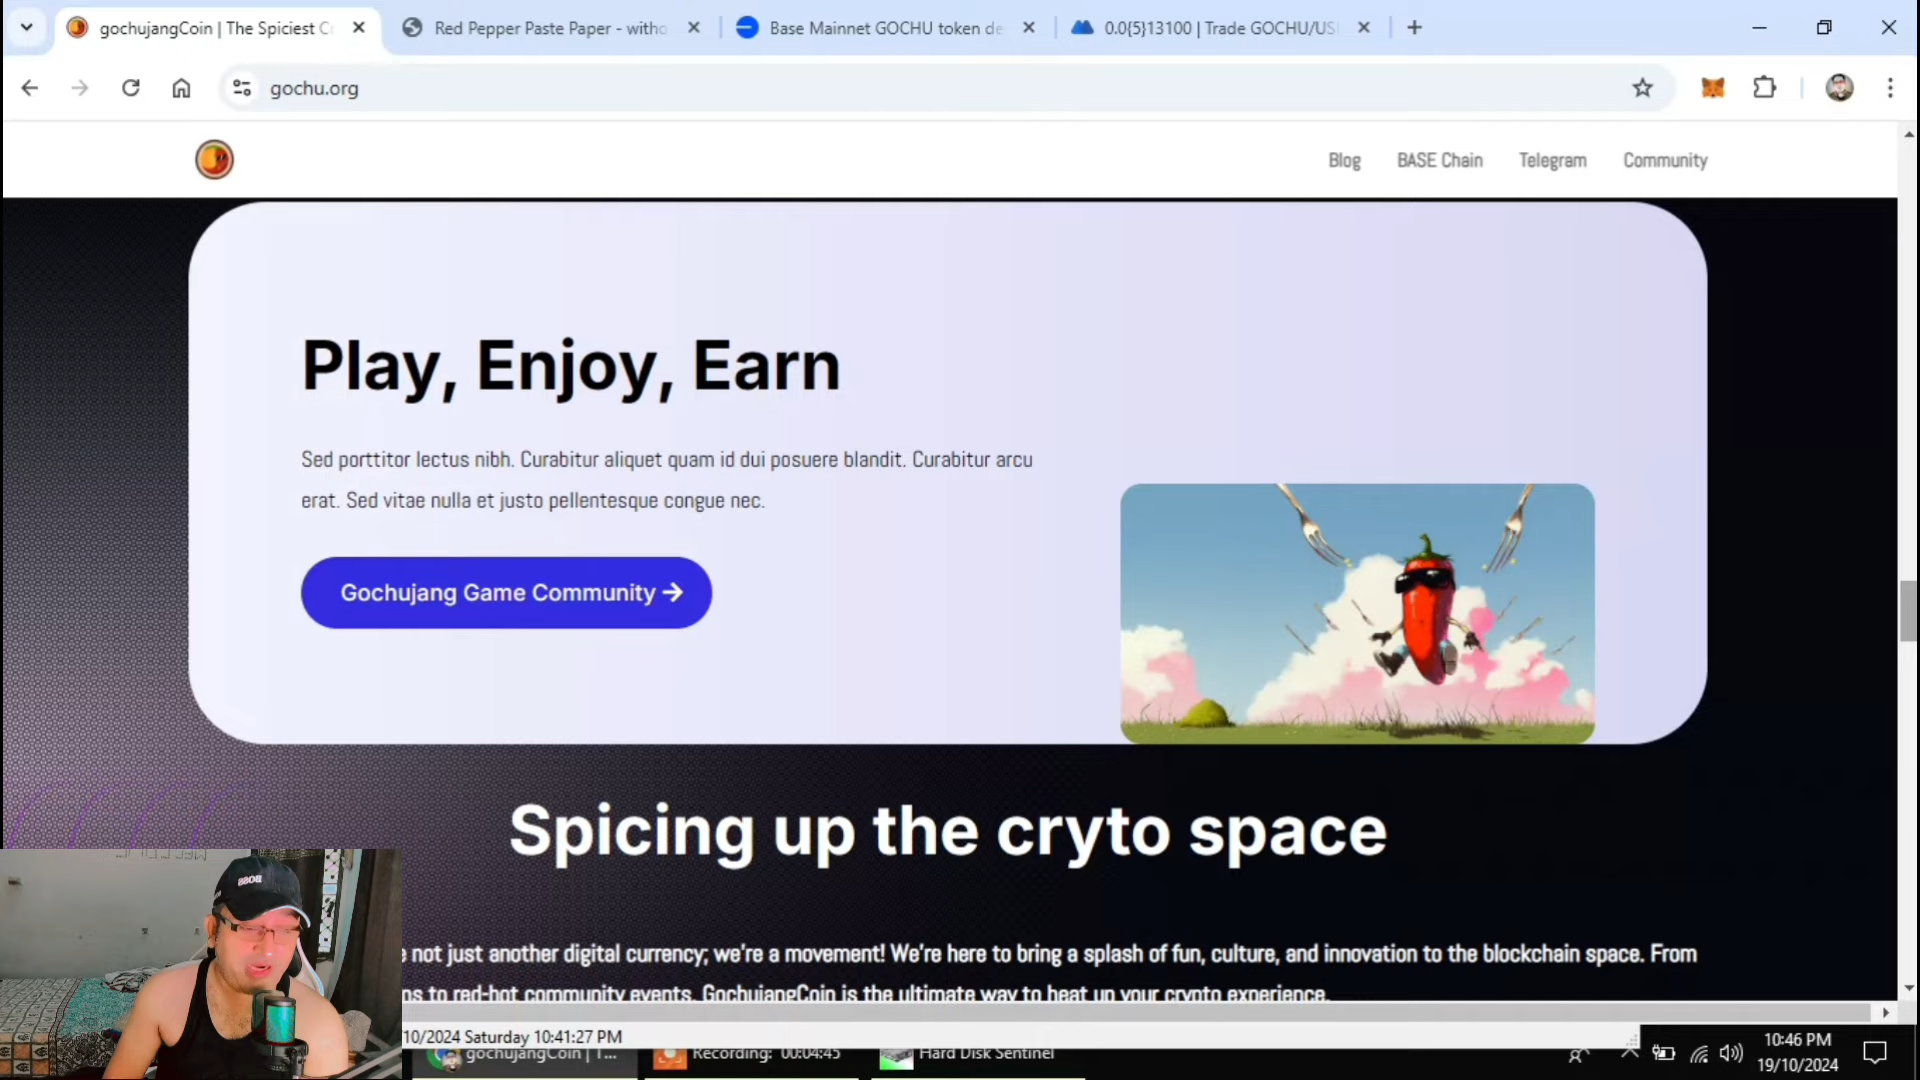 gochujangCoin | The Spiciest C
Red Pepper Paste Paper - witho
Base Mainnet GOCHU token de
0.0{5}13100 | Trade GOCHU/US
gochu.org
Blog
BASE Chain
Telegram
Community
Play, Enjoy, Earn
Sed porttitor lectus nibh. Curabitur aliquet quam id dui posuere blandit. Curabitur arcu
erat. Sed vitae nulla et justo pellentesque congue nec.
Gochujang Game Community →
Spicing up the cryto space
not just another digital currency; we're a movement! We're here to bring a splash of fun, culture, and innovation to the blockchain space. From
to red-hot community events, GochujangCoin is the ultimate way to heat up your crypto experience.
BOSS
10/2024 Saturday 10:41:27 PM
gochujangCoin | T...
Recording: 00:04:45
Hard Disk Sentinel
10:46 PM
19/10/2024